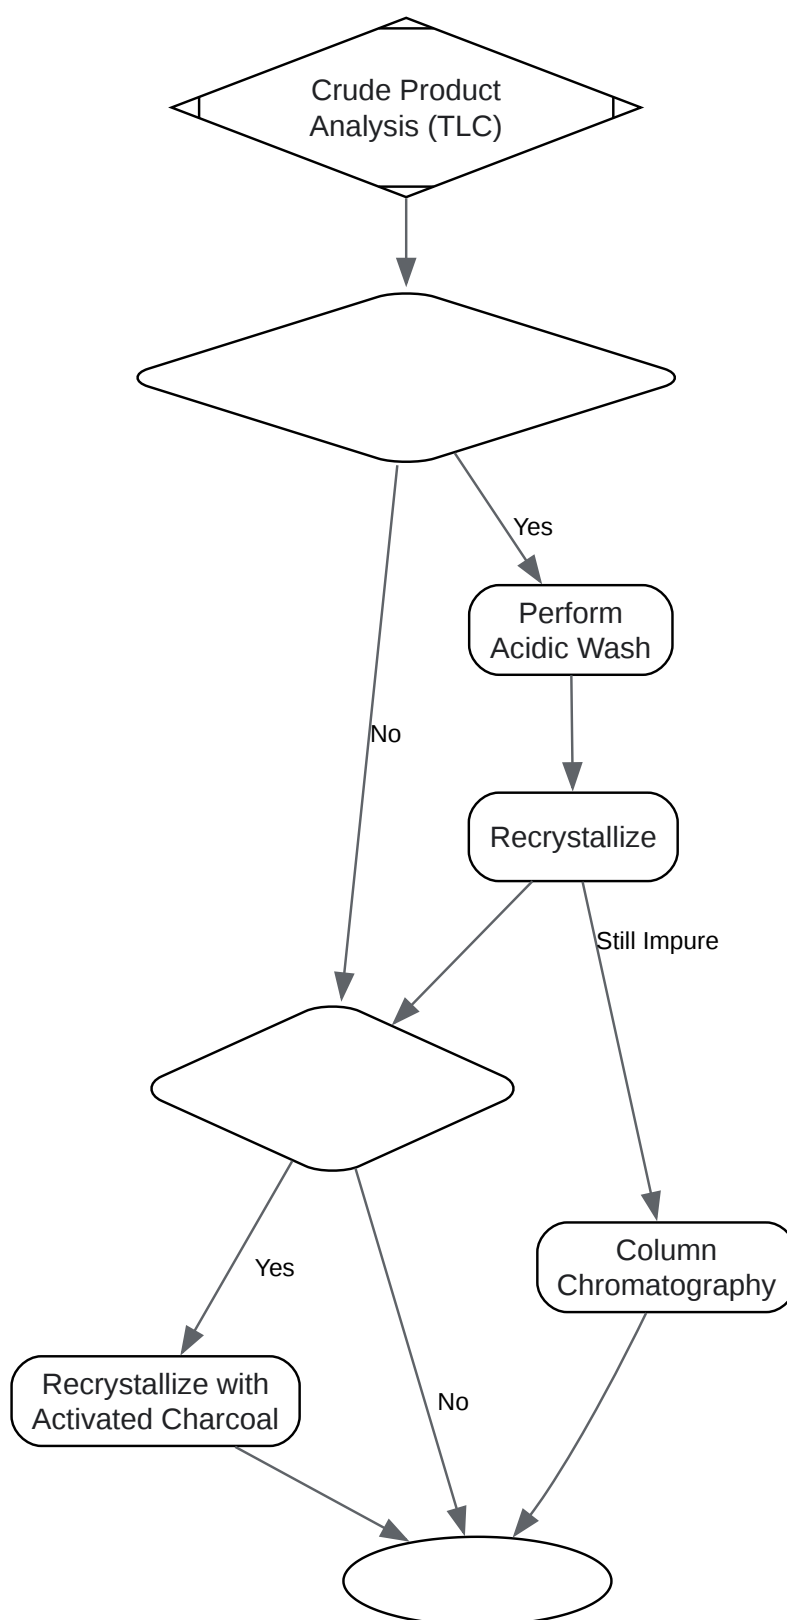 Crude Product
Analysis (TLC)
Yes
Perform
Acidic Wash
No
Recrystallize
Still Impure
Column
Chromatography
Yes
Recrystallize with
Activated Charcoal
No